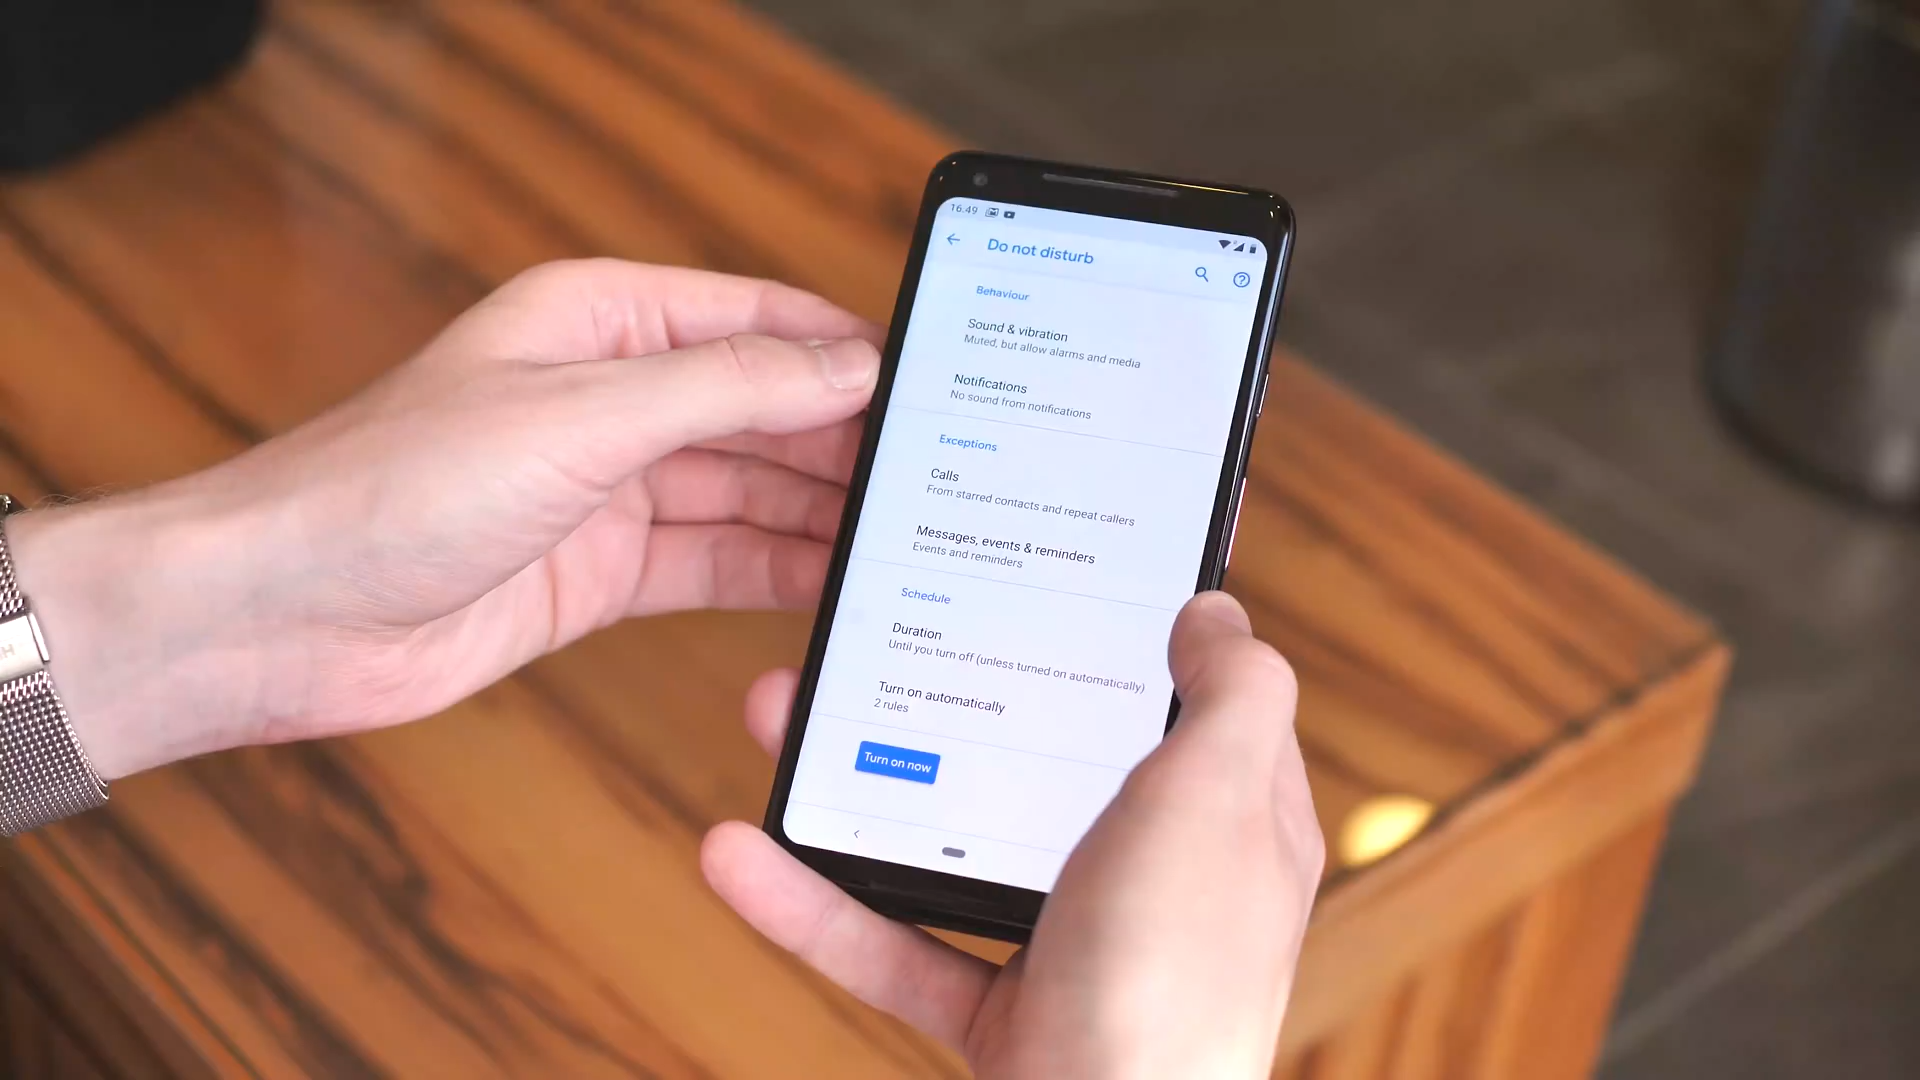 16.49
Do not disturb
Behaviour
Sound & vibration
Muted, but allow alarms and media
Notifications
No sound from notifications
Exceptions
Calls
From starred contacts and repeat callers
Messages, events & reminders
Events and reminders
Schedule
Duration
Until you turn off (unless turned on automatically)
Turn on automatically
2 rules
Turn on now